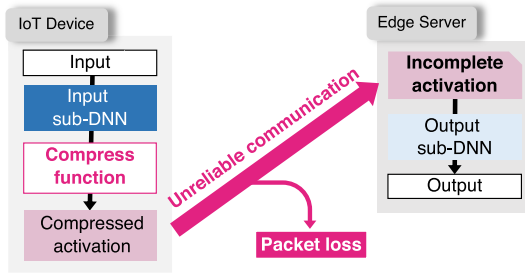 IoT Device
Input
Input
sub-DNN
Compress
function
Compressed
activation
Unreliable communication
Packet loss
Edge Server
Incomplete
activation
Output
sub-DNN
Output